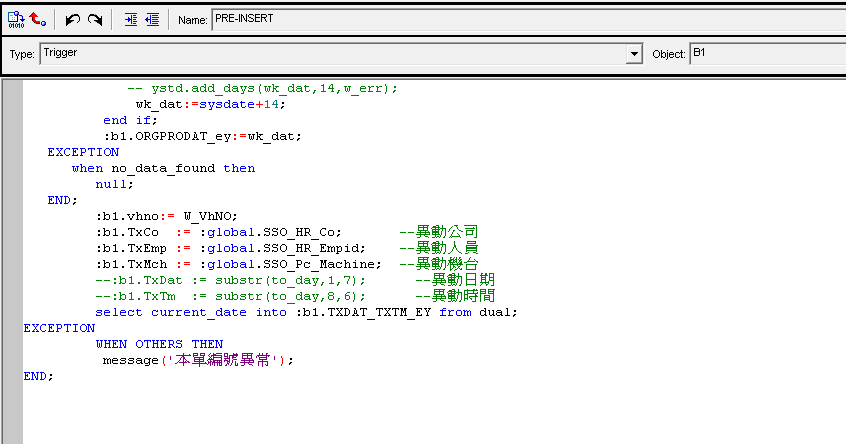 01010
Name: PRE-INSERT
Type: Trigger
Object: B1
-- ystd.add_days(wk_dat,14,w_err);
wk_dat:=sysdate+14;
end if;
:b1.ORGPRODAT_ey:=wk_dat;
EXCEPTION
when no_data_found then
null;
END;
:b1.vhno:= W_VhNO;
:b1.TxCo := :global.SSO_HR_Co; --異動公司
:b1.TxEmp := :global.SSO_HR_Empid; --異動人員
:b1.TxMch := :global.SSO_Pc_Machine; --異動機台
--:b1.TxDat := substr(to_day,1,7); --異動日期
--:b1.TxTm := substr(to_day,8,6); --異動時間
select current_date into :b1.TXDAT_TXTM_EY from dual;
EXCEPTION
WHEN OTHERS THEN
message('本單編號異常');
END;